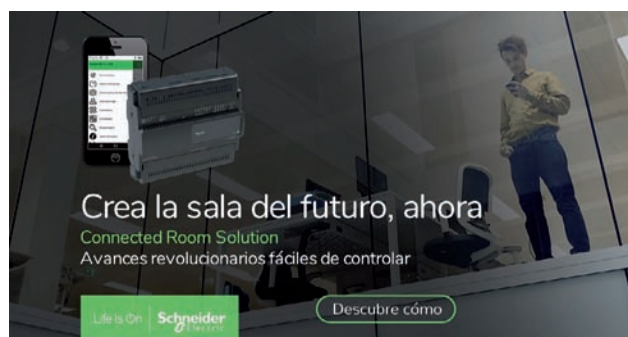 Crea la sala del futuro, ahora
Connected Room Solution
Avances revolucionarios fáciles de controlar
Life Is On
Schneider
Electric
Descubre cómo